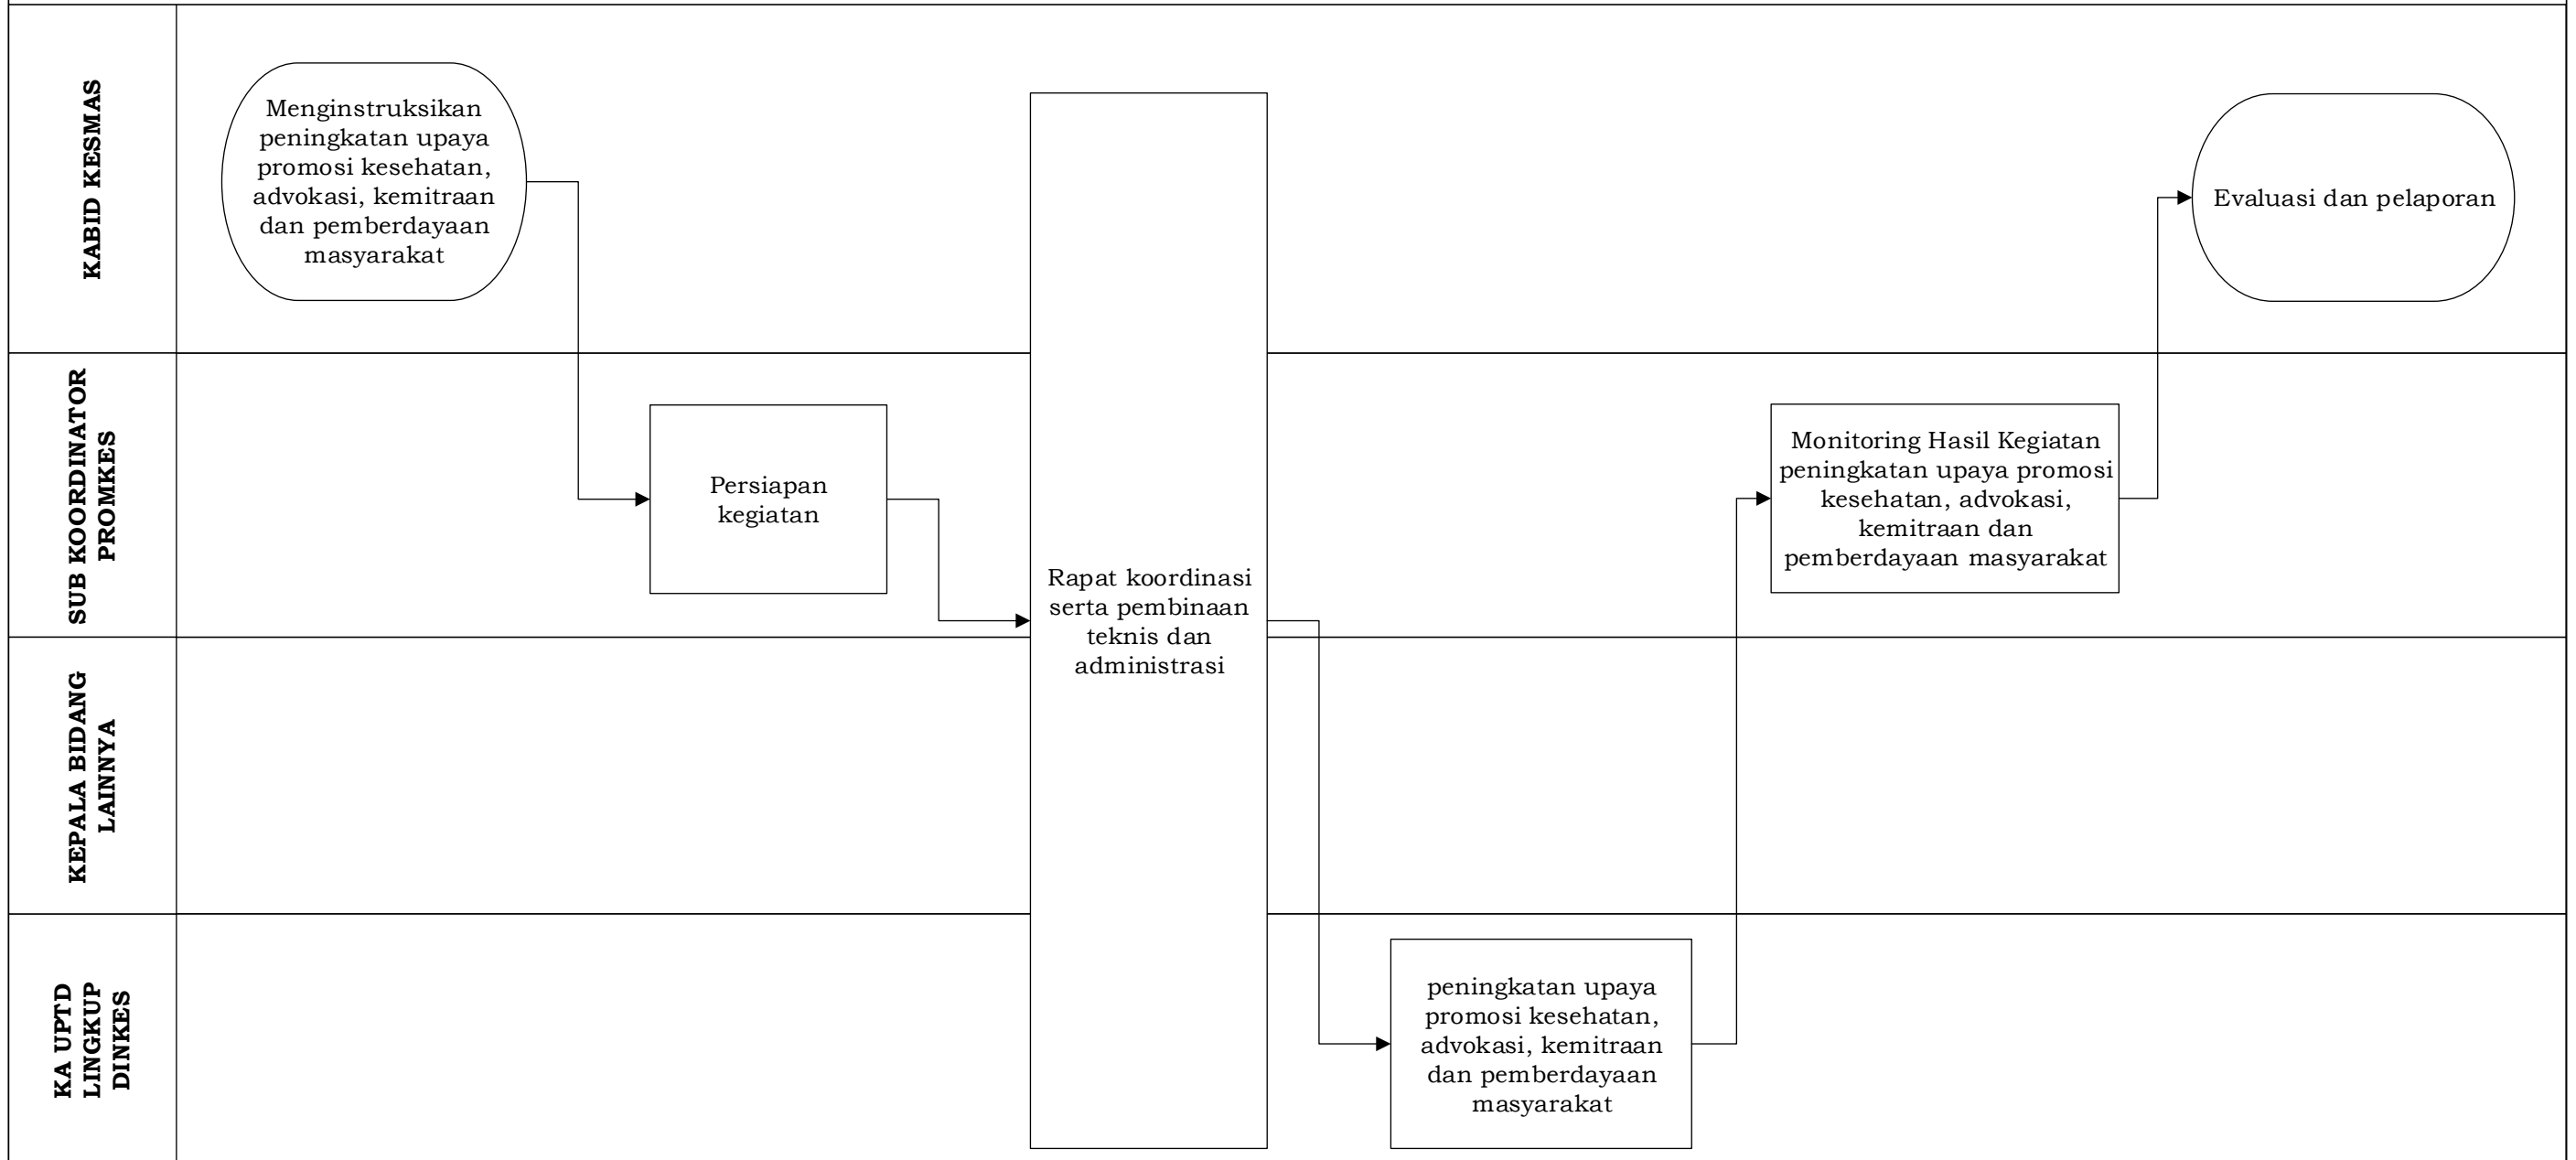 KABID KESMAS
Menginstruksikan
peningkatan upaya
promosi kesehatan,
advokasi, kemitraan
dan pemberdayaan
masyarakat
Evaluasi dan pelaporan
SUB KOORDINATOR
PROMKES
Persiapan
kegiatan
Rapat koordinasi
serta pembinaan
teknis dan
administrasi
Monitoring Hasil Kegiatan
peningkatan upaya promosi
kesehatan, advokasi,
kemitraan dan
pemberdayaan masyarakat
KEPALA BIDANG
LAINNYA
KA UPTD
LINGKUP
DINKES
peningkatan upaya
promosi kesehatan,
advokasi, kemitraan
dan pemberdayaan
masyarakat